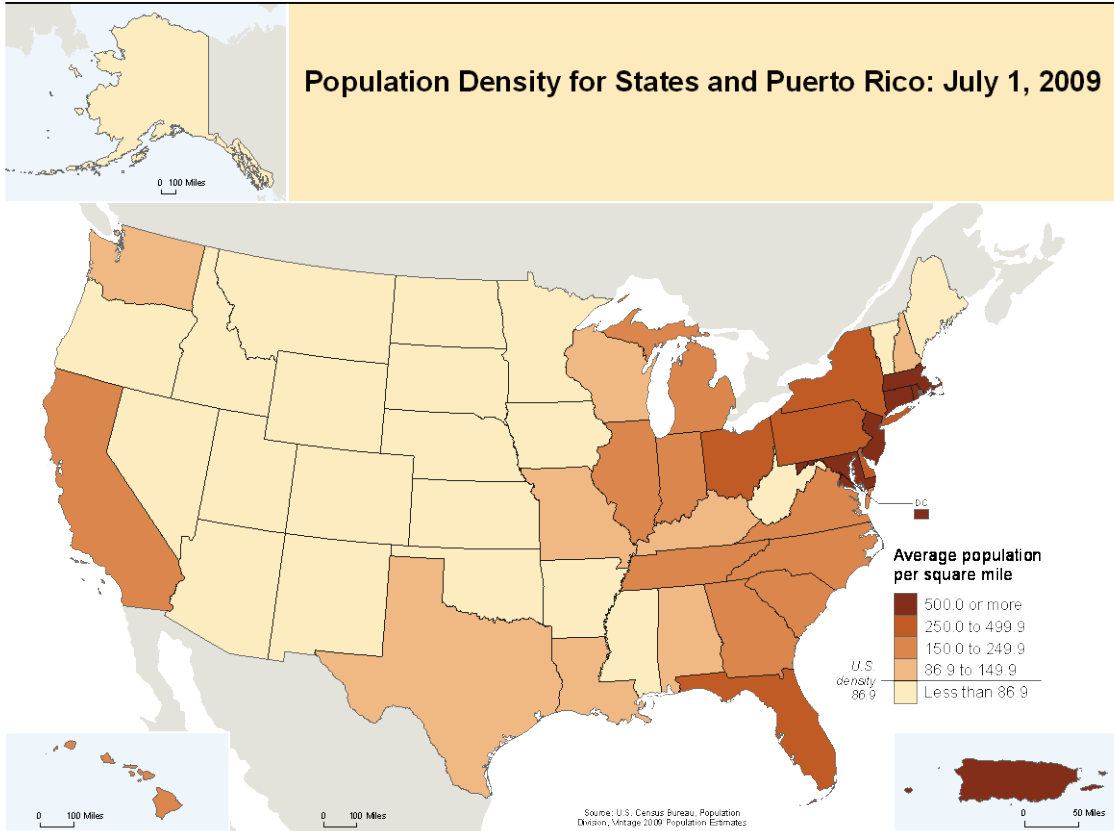 Population Density for States and Puerto Rico: July 1, 2009
0 100 Miles
DC
Average population
per square mile
500.0 or more
250.0 to 499.9
150.0 to 249.9
86.9 to 149.9
Less than 86.9
U.S.
density
86.9
0 100 Miles
0 100 Miles
Source: U.S. Census Bureau, Population
Division, Vintage 2009 Population Estimates
0 50 Miles